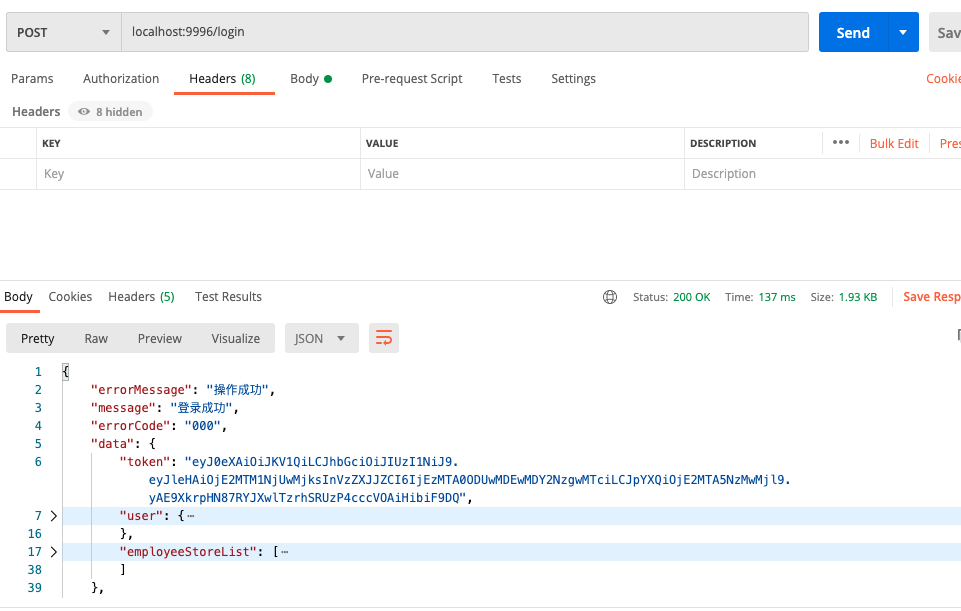 POST localhost:9996/login Send Sav
Params Authorization Headers (8) Body Pre-request Script Tests Settings Cookie
Headers 8 hidden
KEY VALUE DESCRIPTION ••• Bulk Edit Pres
Key Value Description
Body Cookies Headers (5) Test Results Status: 200 OK Time: 137 ms Size: 1.93 KB Save Resp
Pretty Raw Preview Visualize JSON
1 {
2 "errorMessage": "操作成功",
3 "message": "登录成功",
4 "errorCode": "000",
5 "data": {
6 "token": "eyJ0eXAiOiJKV1QiLCJhbGciOiJIUzI1NiJ9.
eyJleHAiOjE2MTM1NjUwMjksInVzZXJJZCI6IjEzMTA0ODUwMDEwMDY2NzgwMTciLCJpYXQiOjE2MTA5NzMwMjl9.
yAE9XkrpHN87RYJXwlTzrhSRUzP4cccVOAiHibiF9DQ",
7 "user": {⋯
16 },
17 "employeeStoreList": [⋯
38 ]
39 },